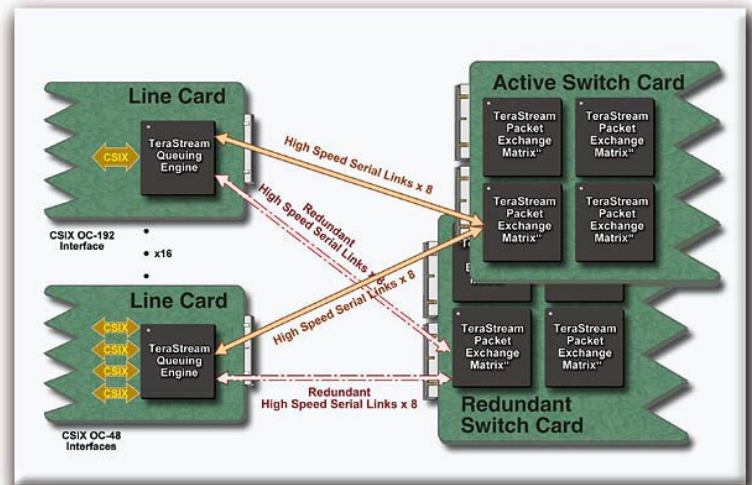 Line Card
TeraStream
Queuing
Engine
CSIX
CSIX OC-192
Interface
x16
Line Card
CSIX
CSIX
CSIX
CSIX
TeraStream
Queuing
Engine
CSIX OC-48
Interfaces
High Speed Serial Links x 8
Redundant
High Speed Serial Links x 8
High Speed Serial Links x 8
Redundant
High Speed Serial Links x 8
Active Switch Card
TeraStream
Packet
Exchange
Matrix"
TeraStream
Packet
Exchange
Matrix"
TeraStream
Packet
Exchange
Matrix"
TeraStream
Packet
Exchange
Matrix"
TeraStream
Packet
Exchange
Matrix"
TeraStream
Packet
Exchange
Matrix"
Redundant
Switch Card